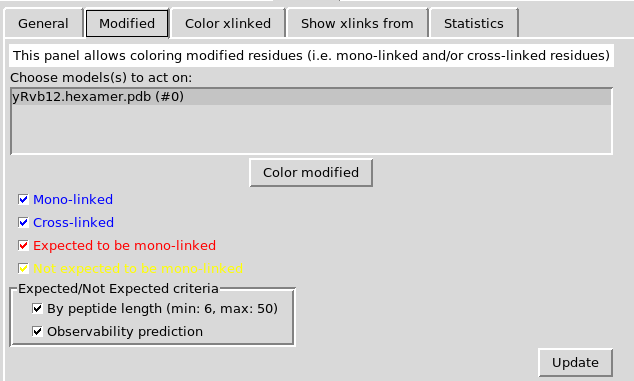 General Modified Color xlinked Show xlinks from Statistics
This panel allows coloring modified residues (i.e. mono-linked and/or cross-linked residues)
Choose models(s) to act on:
yRvb12.hexamer.pdb (#0)
Color modified
Mono-linked
Cross-linked
Expected to be mono-linked
Not expected to be mono-linked
Expected/Not Expected criteria
By peptide length (min: 6, max: 50)
Observability prediction
Update